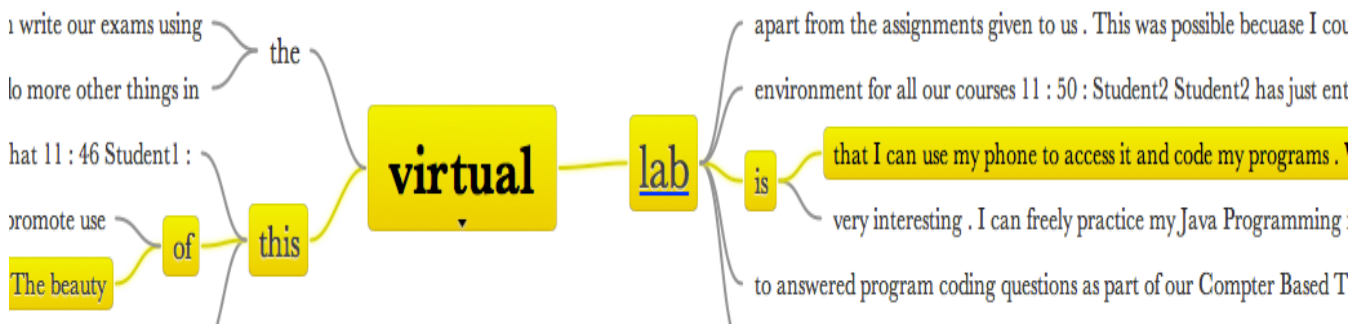 write our exams using
the
do more other things in
hat 11 : 46 Student1 :
promote use
of
this
The beauty
virtual
lab
apart from the assignments given to us . This was possible becuase I cou
environment for all our courses 11 : 50 : Student2 Student2 has just ent
is
that I can use my phone to access it and code my programs .
very interesting . I can freely practice my Java Programming
to answered program coding questions as part of our Compter Based T